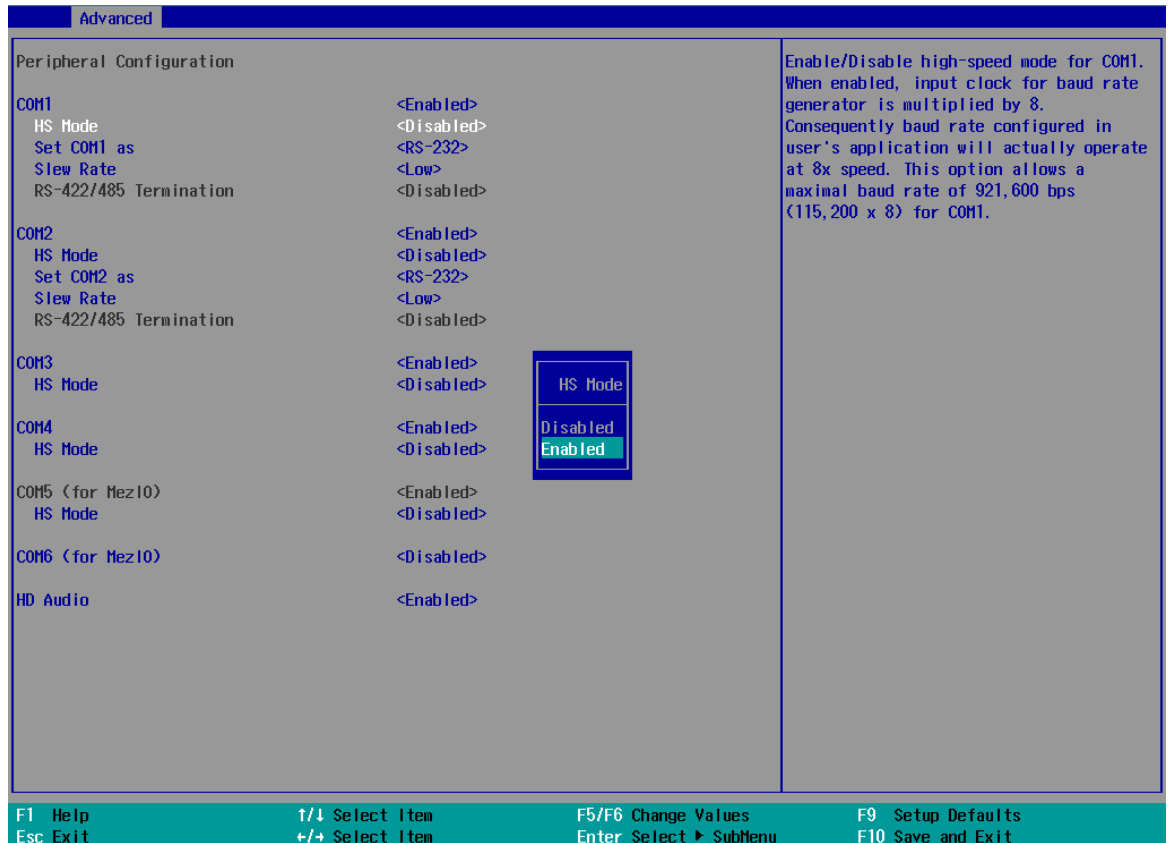 Advanced
Peripheral Configuration
COM1 <Enabled>
HS Mode <Disabled>
Set COM1 as <RS-232>
Slew Rate <Low>
RS-422/485 Termination <Disabled>
COM2 <Enabled>
HS Mode <Disabled>
Set COM2 as <RS-232>
Slew Rate <Low>
RS-422/485 Termination <Disabled>
COM3 <Enabled>
HS Mode <Disabled>
COM4 <Enabled>
HS Mode <Disabled>
COM5 (for MezIO) <Enabled>
HS Mode <Disabled>
COM6 (for MezIO) <Disabled>
HD Audio <Enabled>
HS Mode
Disabled
Enabled
Enable/Disable high-speed mode for COM1.
When enabled, input clock for baud rate
generator is multiplied by 8.
Consequently baud rate configured in
user's application will actually operate
at 8x speed. This option allows a
maximal baud rate of 921,600 bps
(115,200 x 8) for COM1.
F1 Help ↑/↓ Select Item F5/F6 Change Values F9 Setup Defaults
Esc Exit ←/→ Select Item Enter Select ▶ SubMenu F10 Save and Exit